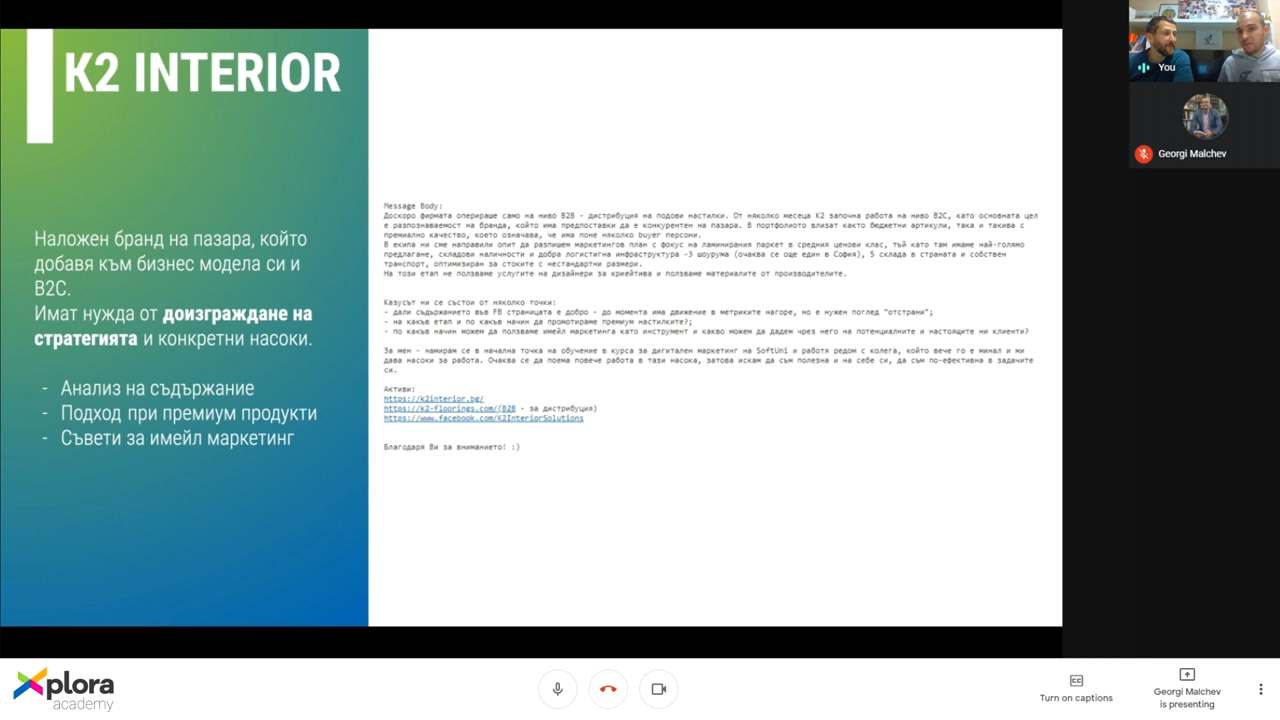 K2 INTERIOR
Наложен бранд на пазара, който
добавя към бизнес модела си и
B2C.
Имат нужда от доизграждане на
стратегията и конкретни насоки.
- Анализ на съдържание
- Подход при премиум продукти
- Съвети за имейл маркетинг
Message Body:
Доскоро фирмата оперираше само на ниво B2B - дистрибуция на подови настилки. От няколко месеца К2 започна работа на ниво B2C, като основната цел
е разпознаваемост на бранда, който има предпоставки да е конкурентен на пазара. В портфолиото влизат както бюджетни артикули, така и такива с
премиално качество, което означава, че има поне няколко buyer персони.
В екипа ни сме направили опит да разпишем маркетингов план с фокус на ламинирания паркет в средния ценови клас, тъй като там имаме най-голямо
предлагане, складови наличности и добра логистигна инфраструктура -3 шоурума (очаква се още един в София), 5 склада в страната и собствен
транспорт, оптимизиран за стоките с нестандартни размери.
На този етап не ползваме услугите на дизайнери за криейтива и ползваме материалите от производителите.
Казусът ни се състои от няколко точки:
- дали съдържанието във FB страницата е добро - до момента има движение в метриките нагоре, но е нужен поглед "отстрани";
- на какъв етап и по какъв начин да промотираме премиум настилките?;
- по какъв начин можем да ползваме имейл маркетинга като инструмент и какво можем да дадем чрез него на потенциалните и настоящите ни клиенти?
За мен - намирам се в начална точка на обучение в курса за дигитален маркетинг на SoftUni и работя редом с колега, който вече го е минал и ми
дава насоки за работа. Очаква се да поема повече работа в тази насока, затова искам да съм полезна и на себе си, да съм по-ефективна в задачите
си.
Активи:
https://k2interior.bg/
https://k2-floorings.com/(B2B - за дистрибуция)
https://www.facebook.com/K2InteriorSolutions
Благодаря Ви за вниманието! :)
You
Georgi Malchev
Xplora
academy
Turn on captions
Georgi Malchev
is presenting